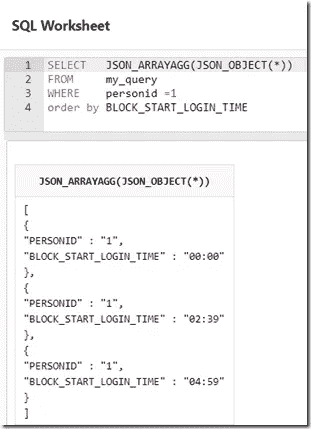 SQL Worksheet
1 SELECT JSON_ARRAYAGG(JSON_OBJECT(*))
2 FROM my_query
3 WHERE personid =1
4 order by BLOCK_START_LOGIN_TIME
JSON_ARRAYAGG(JSON_OBJECT(*))
[
{
"PERSONID" : "1",
"BLOCK_START_LOGIN_TIME" : "00:00"
},
{
"PERSONID" : "1",
"BLOCK_START_LOGIN_TIME" : "02:39"
},
{
"PERSONID" : "1",
"BLOCK_START_LOGIN_TIME" : "04:59"
}
]